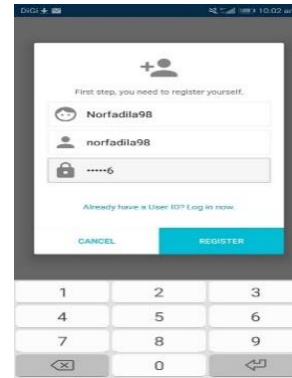 DiGi 10.02 am
First step, you need to register yourself.
Norfadila98
norfadila98
•••••6
Already have a User ID? Log in now.
CANCEL REGISTER
1 2 3
4 5 6
7 8 9
0